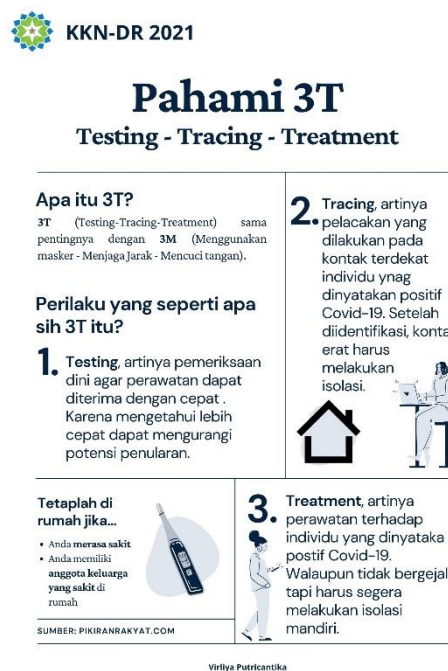 KKN-DR 2021
Pahami 3T
Testing - Tracing - Treatment
Apa itu 3T?
3T (Testing-Tracing-Treatment) sama
pentingnya dengan 3M (Menggunakan
masker - Menjaga Jarak - Mencuci tangan).
Perilaku yang seperti apa
sih 3T itu?
1. Testing, artinya pemeriksaan
dini agar perawatan dapat
diterima dengan cepat .
Karena mengetahui lebih
cepat dapat mengurangi
potensi penularan.
2. Tracing, artinya
pelacakan yang
dilakukan pada
kontak terdekat
individu ynag
dinyatakan positif
Covid-19. Setelah
diidentifikasi, konta
erat harus
melakukan
isolasi.
Tetaplah di
rumah jika...
• Anda merasa sakit
• Anda memiliki
anggota keluarga
yang sakit di
rumah
SUMBER: PIKIRANRAKYAT.COM
3. Treatment, artinya
perawatan terhadap
individu yang dinyataka
postif Covid-19.
Walaupun tidak bergejal
tapi harus segera
melakukan isolasi
mandiri.
Virliya Putricantika